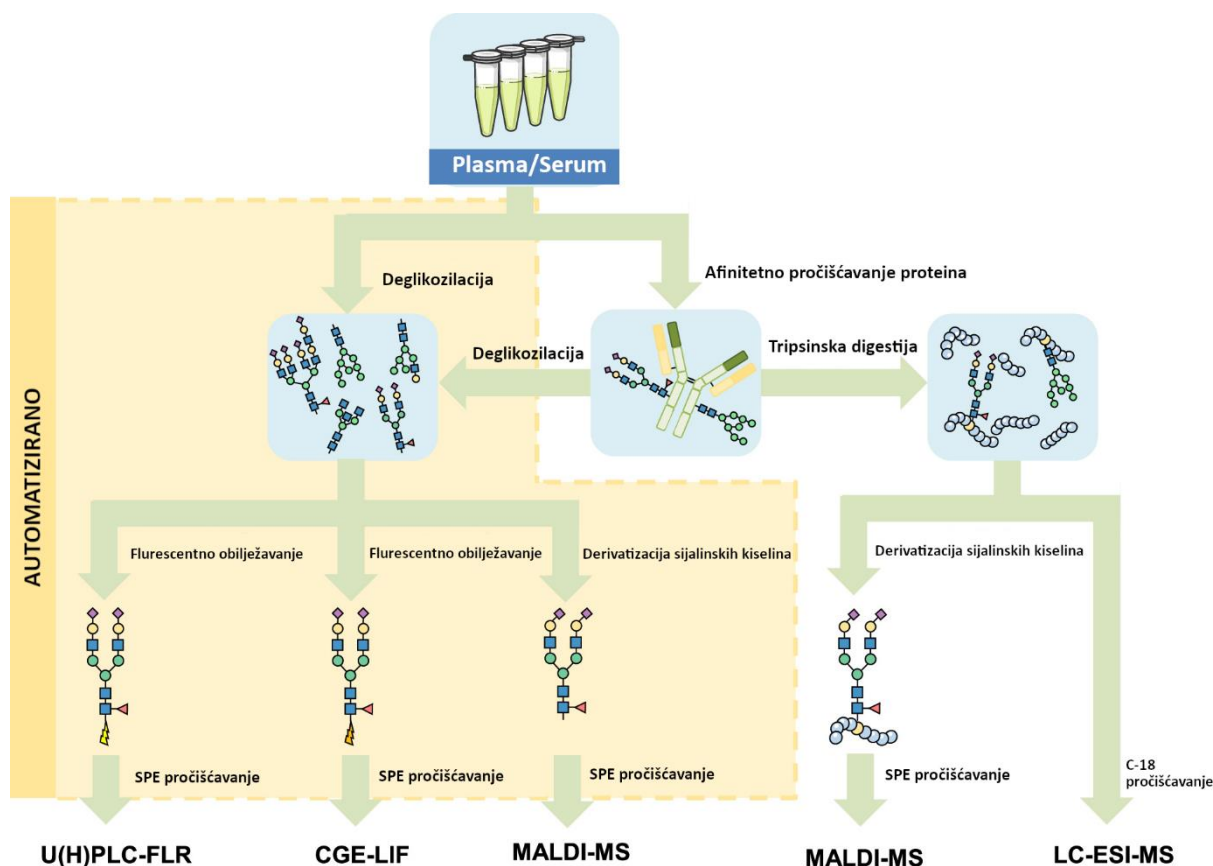 Plasma/Serum
Deglikozilacija
Afinitetno pročišćavanje proteina
Deglikozilacija
Tripsinska digestija
AUTOMATIZIRANO
Flurescentno obilježavanje
Flurescentno obilježavanje
Derivatizacija sijalinskih kiselina
Derivatizacija sijalinskih kiselina
SPE pročišćavanje
SPE pročišćavanje
SPE pročišćavanje
SPE pročišćavanje
C-18
pročišćavanje
U(H)PLC-FLR
CGE-LIF
MALDI-MS
MALDI-MS
LC-ESI-MS